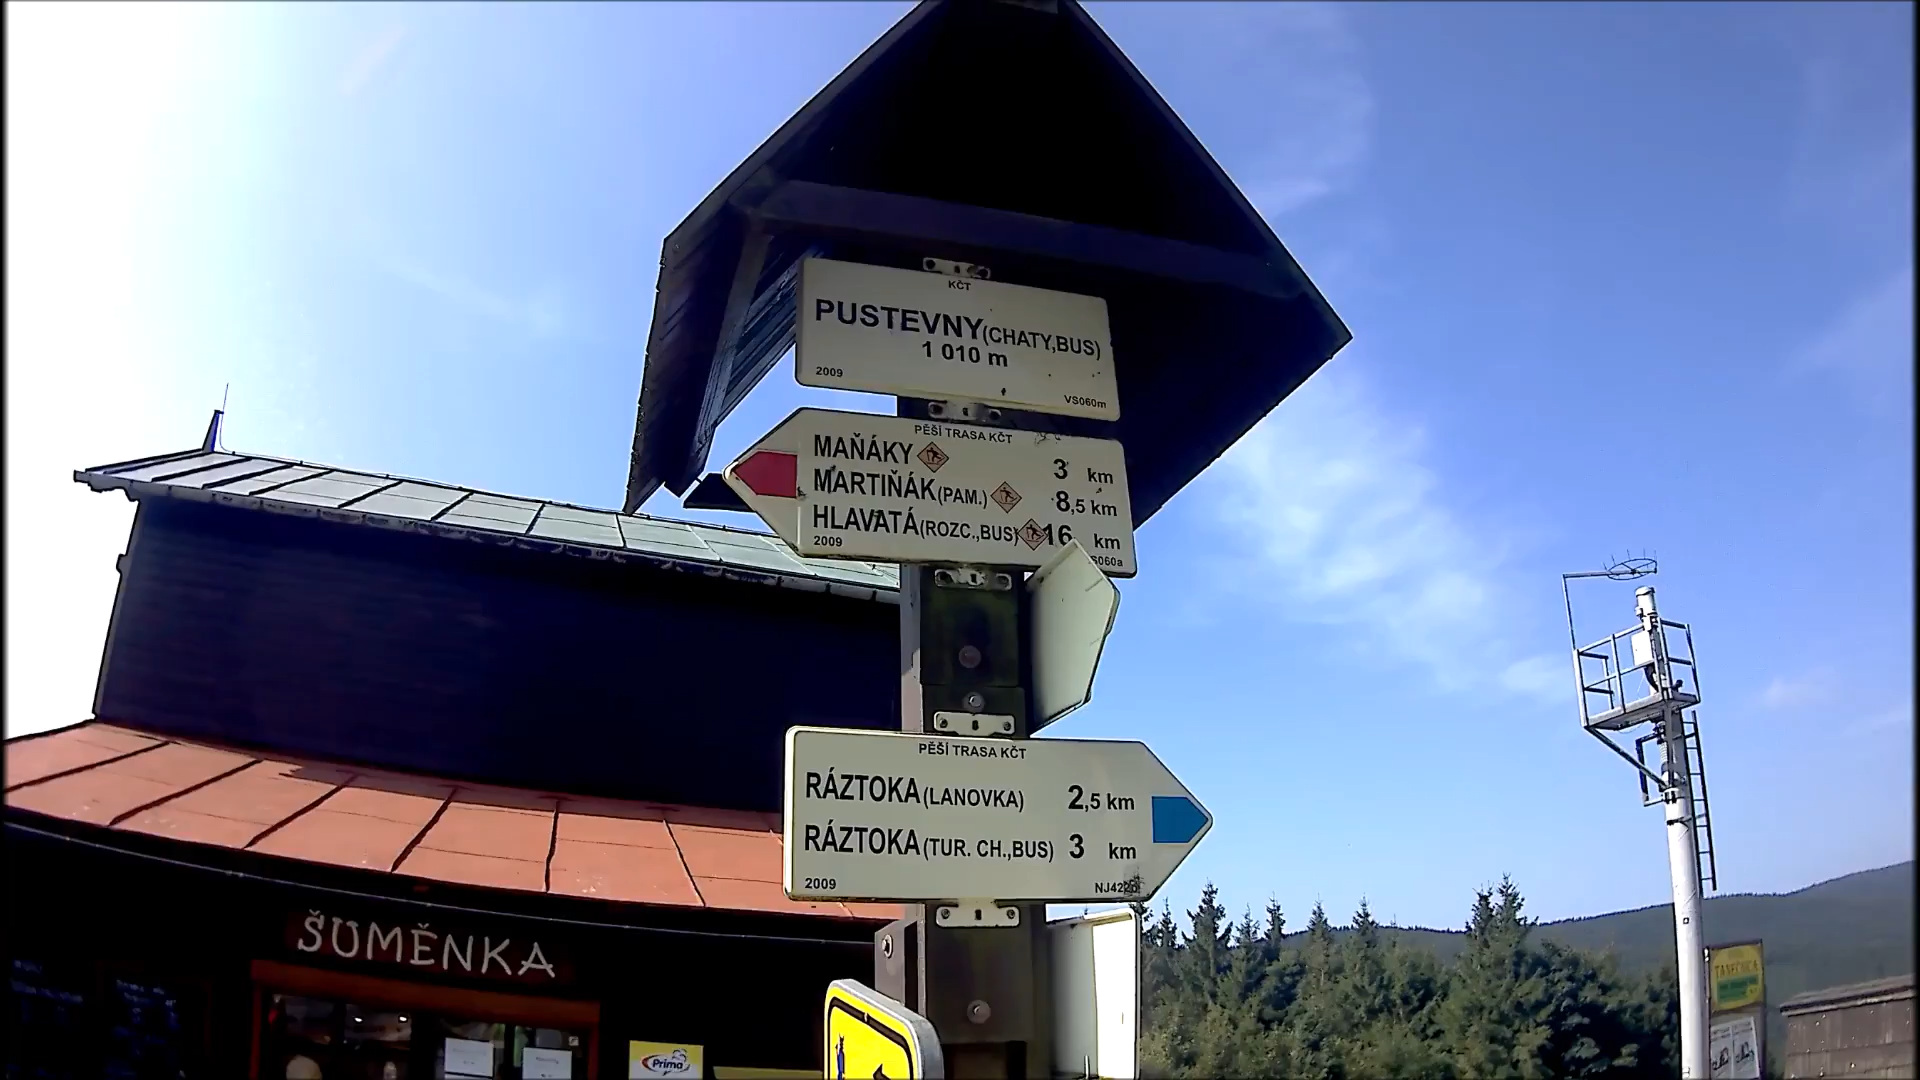 KČT
PUSTEVNY(CHATY,BUS)
1 010 m
2009 VS060m
PĚŠÍ TRASA KČT
MAŇÁKY 3 km
MARTIŇÁK(PAM.) 8,5 km
HLAVATÁ(ROZC.,BUS) 16 km
2009 S060a
PĚŠÍ TRASA KČT
RÁZTOKA(LANOVKA) 2,5 km
RÁZTOKA(TUR. CH.,BUS) 3 km
2009
ŠUMĚNKA
Prima
TANEČNICA